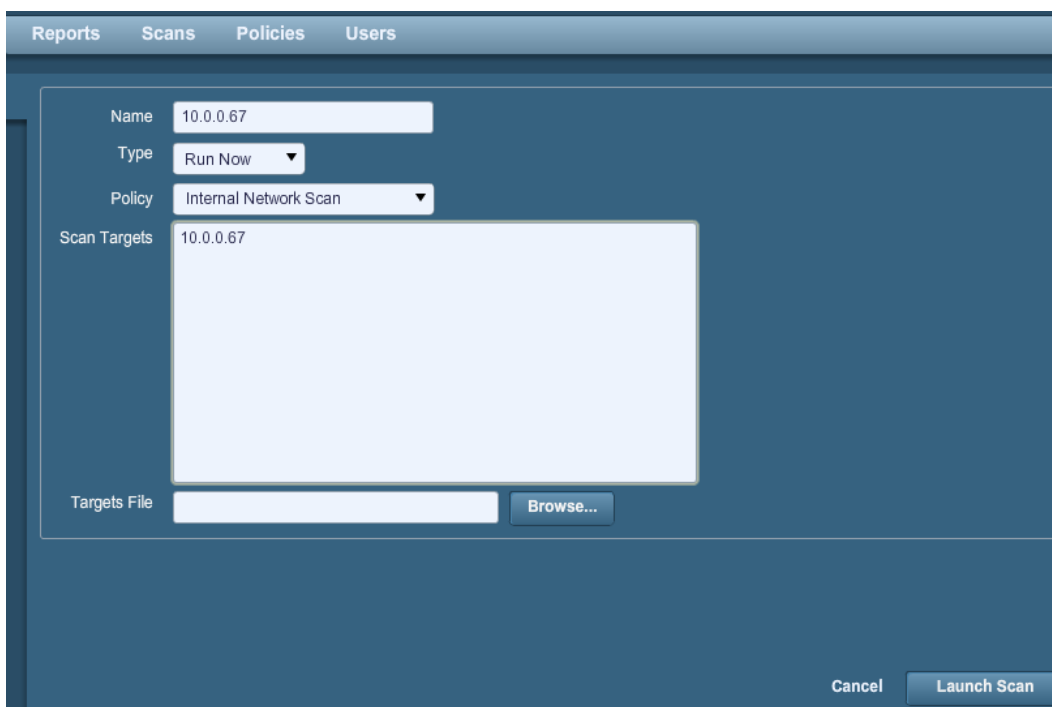 Reports Scans Policies Users
Name 10.0.0.67
Type Run Now
Policy Internal Network Scan
Scan Targets 10.0.0.67
Targets File Browse...
Cancel Launch Scan